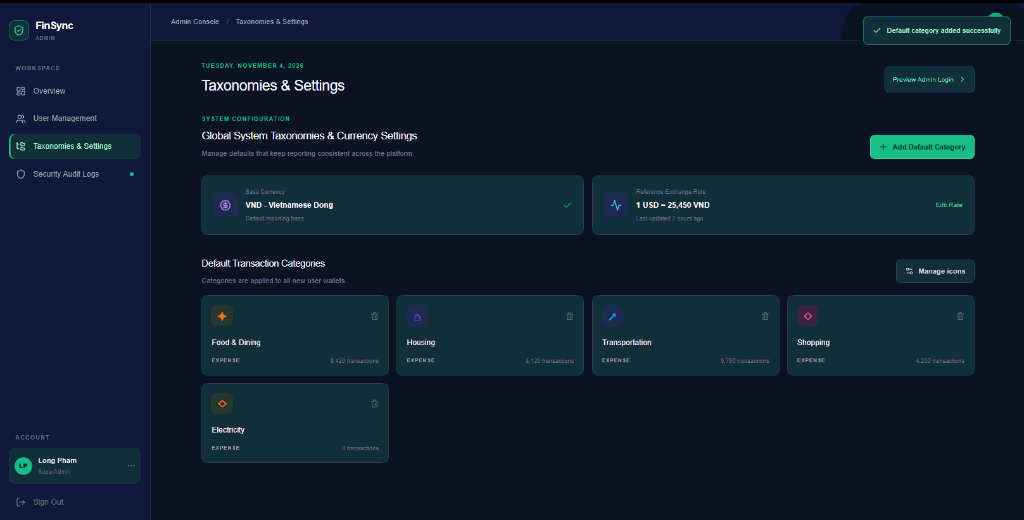 FinSync
ADMIN
WORKSPACE
Overview
User Management
Taxonomies & Settings
Security Audit Logs
ACCOUNT
LP
Long Pham
SuperAdmin
Sign Out
Admin Console / Taxonomies & Settings
Default category added successfully
TUESDAY, NOVEMBER 4, 2026
Taxonomies & Settings
Preview Admin Login
SYSTEM CONFIGURATION
Global System Taxonomies & Currency Settings
Manage defaults that keep reporting consistent across the platform.
Add Default Category
Base Currency
VND - Vietnamese Dong
Default reporting base
Reference Exchange Rate
1 USD = 25,450 VND
Last updated 2 hours ago
Edit Rate
Default Transaction Categories
Categories are applied to all new user wallets.
Manage icons
Food & Dining
EXPENSE
8,420 transactions
Housing
EXPENSE
3,120 transactions
Transportation
EXPENSE
transactions
Shopping
EXPENSE
4,230 transactions
Electricity
EXPENSE
0 transactions